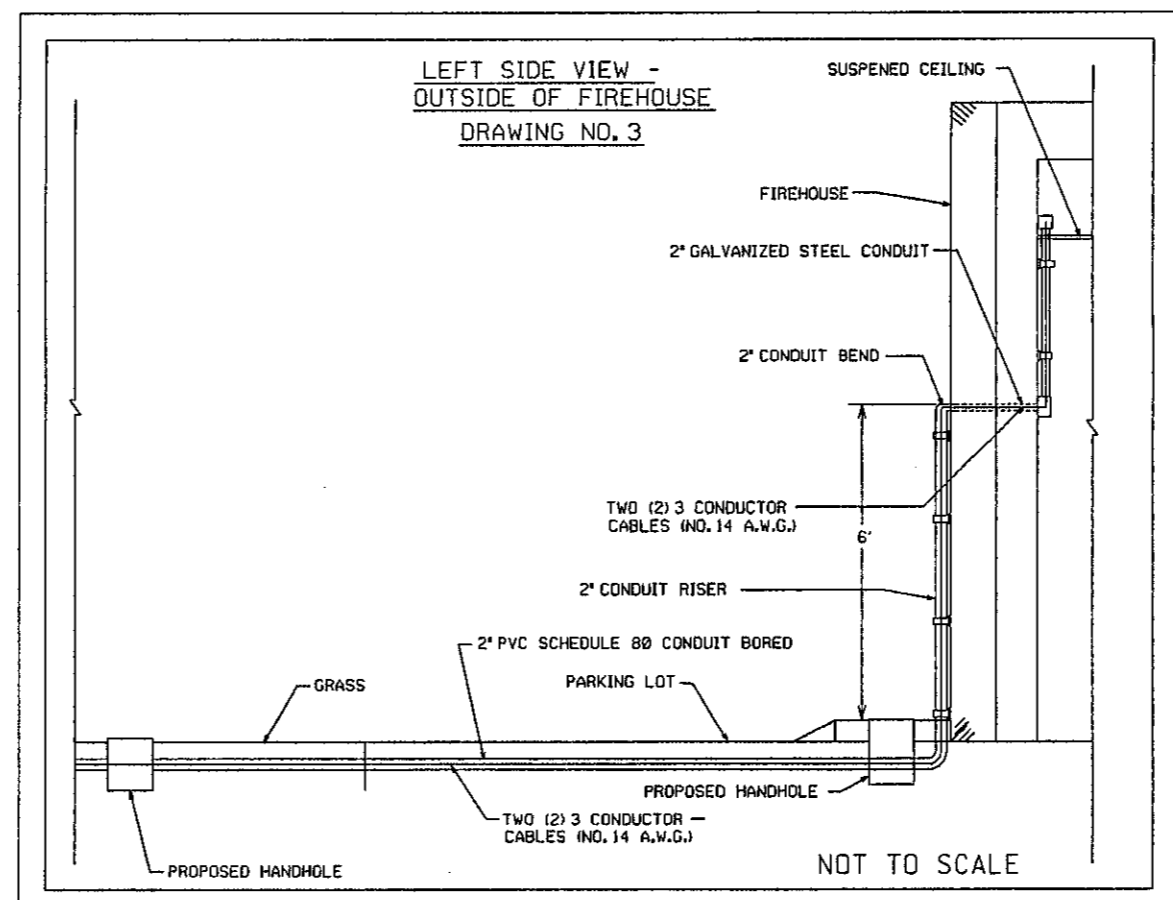 LEFT SIDE VIEW -
OUTSIDE OF FIREHOUSE
DRAWING NO. 3
SUSPENED CEILING
FIREHOUSE
2" GALVANIZED STEEL CONDUIT
2" CONDUIT BEND
TWO (2) 3 CONDUCTOR
CABLES (NO. 14 A.W.G.)
6'
2" CONDUIT RISER
2" PVC SCHEDULE 80 CONDUIT BORED
GRASS
PARKING LOT
PROPOSED HANDHOLE
TWO (2) 3 CONDUCTOR
CABLES (NO. 14 A.W.G.)
PROPOSED HANDHOLE
NOT TO SCALE